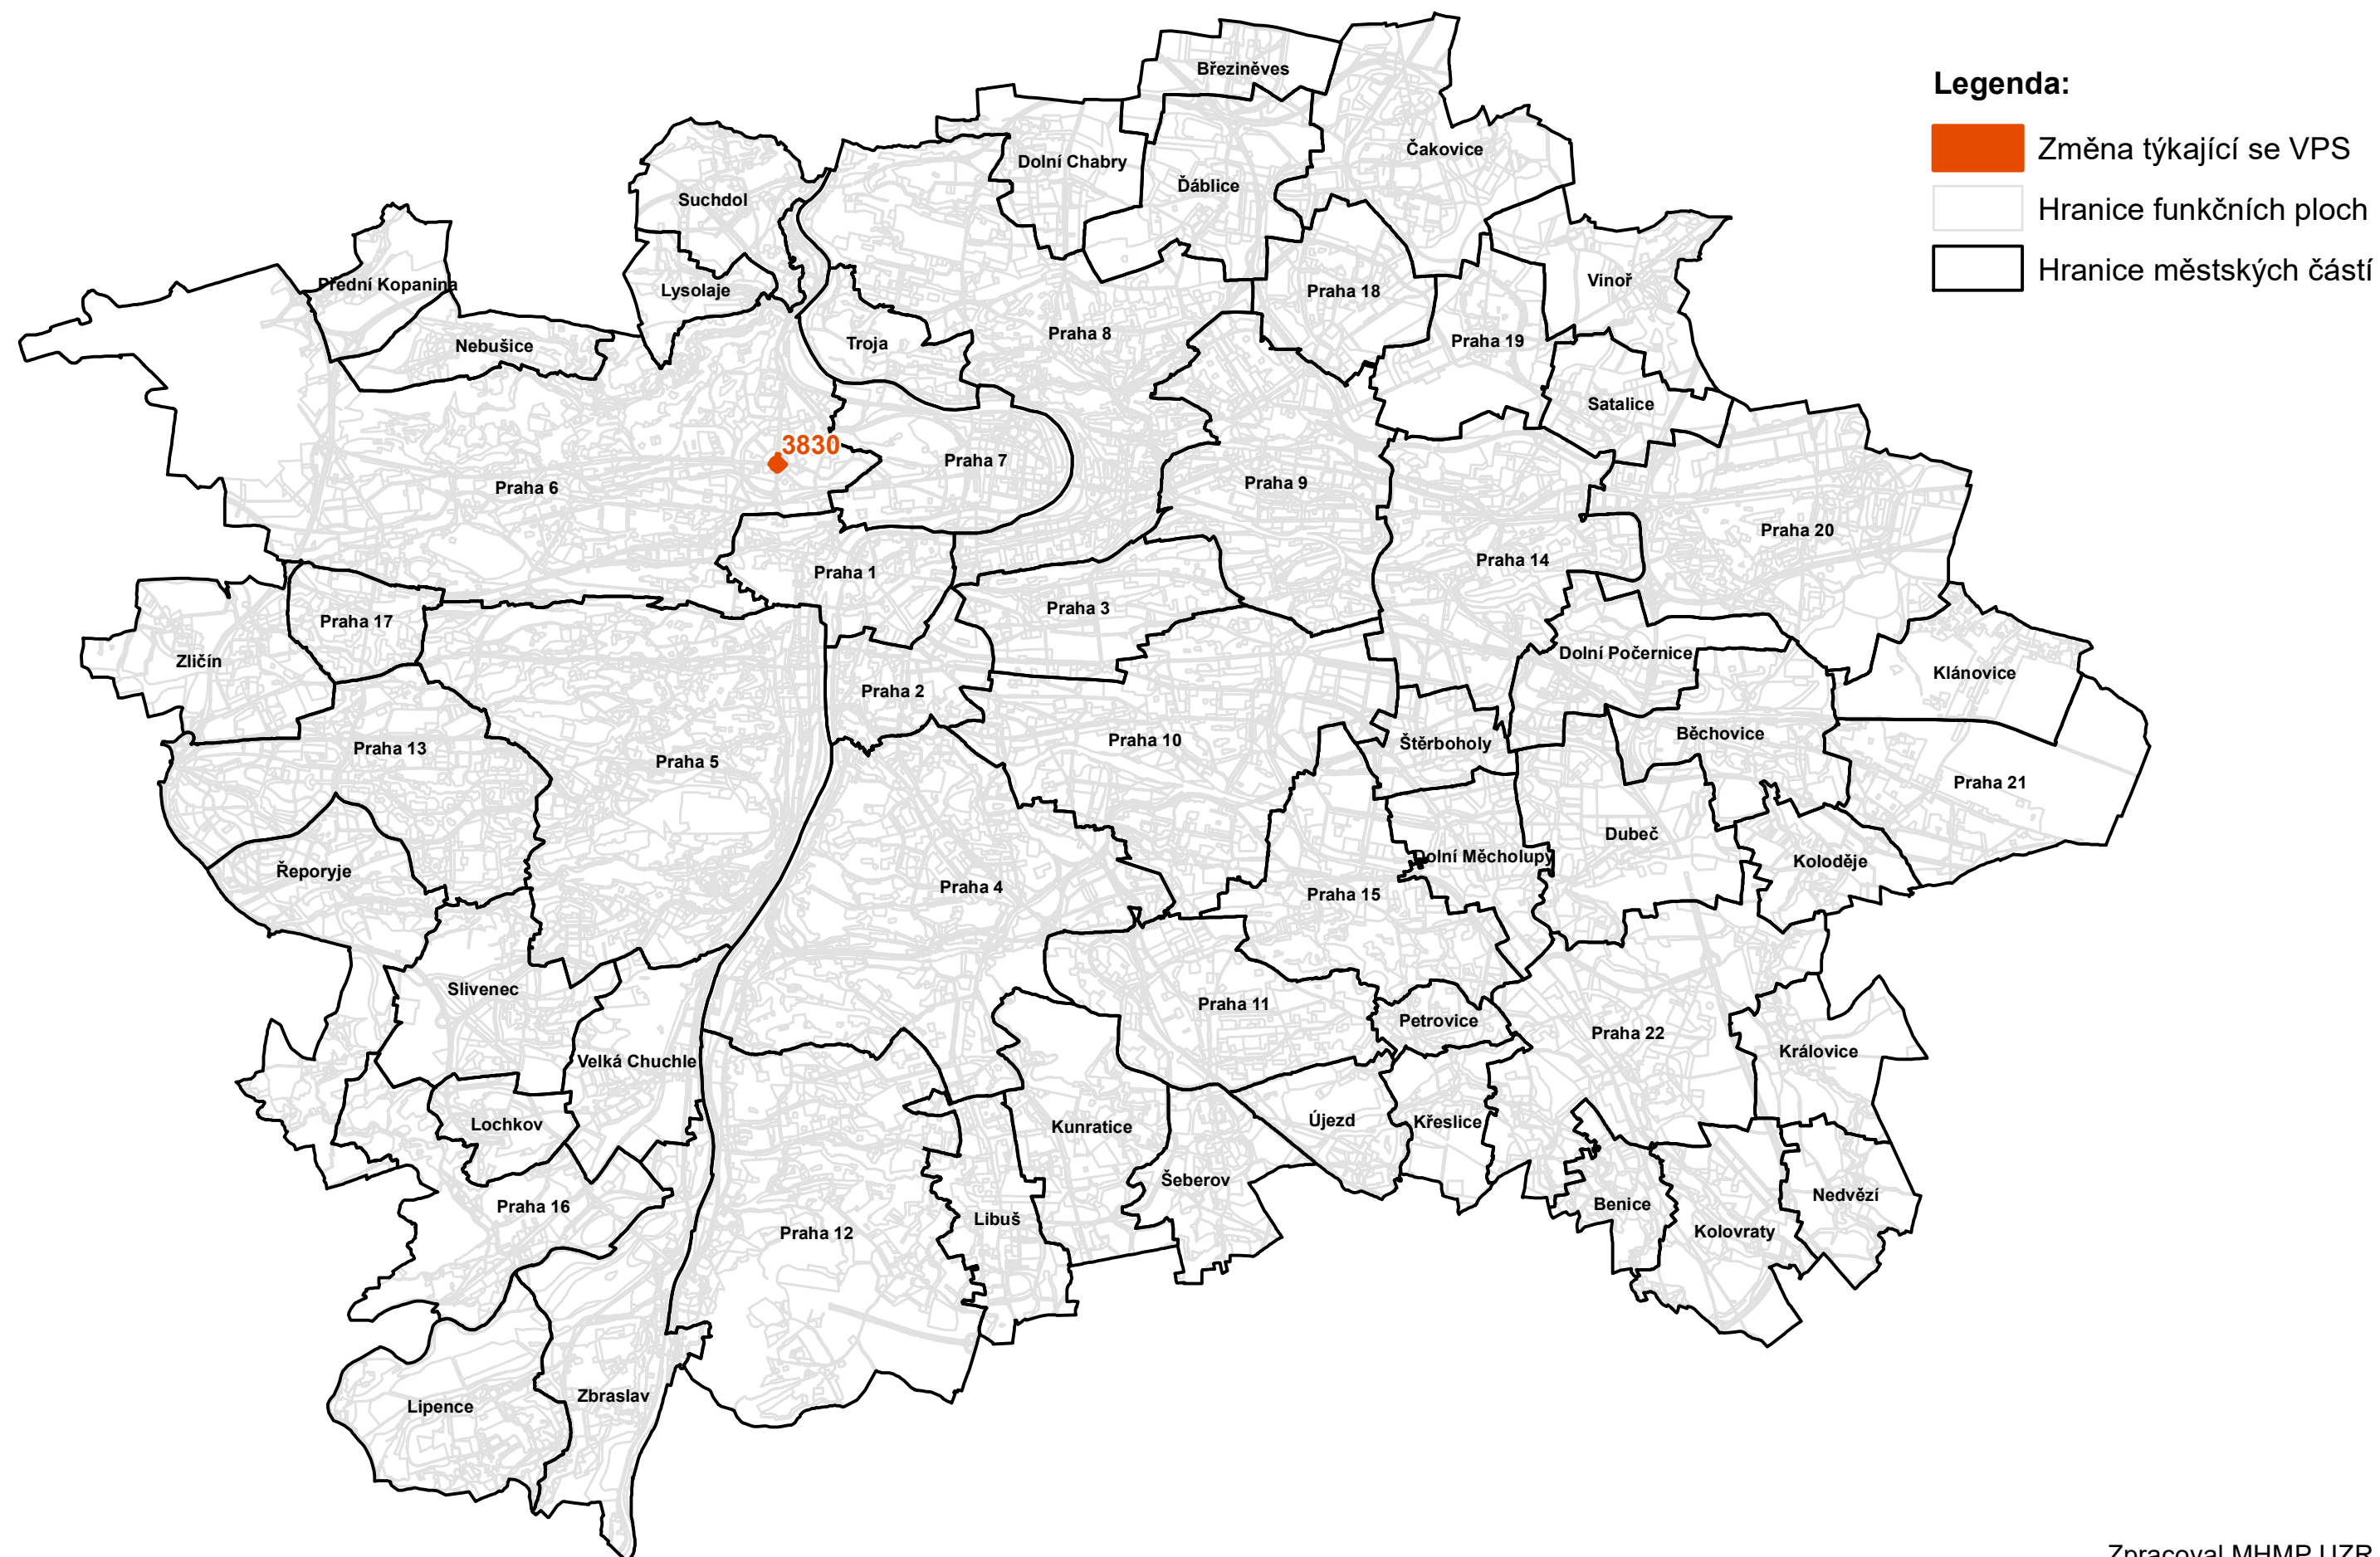 Legenda:
Změna týkající se VPS
Hranice funkčních ploch
Hranice městských částí
Březiněves
Čakovice
Dolní Chabry
Ďáblice
Suchdol
Vinoř
Přední Kopanina
Lysolaje
Praha 18
Praha 8
Praha 19
Troja
Nebušice
Satalice
3830
Praha 7
Praha 9
Praha 6
Praha 20
Praha 14
Praha 1
Praha 3
Praha 17
Dolní Počernice
Zličín
Klánovice
Praha 2
Běchovice
Praha 10
Štěrboholy
Praha 13
Praha 5
Praha 21
Dubeč
Dolní Měcholupy
Koloděje
Řeporyje
Praha 4
Praha 15
Slivenec
Praha 11
Petrovice
Praha 22
Královice
Velká Chuchle
Újezd
Křeslice
Lochkov
Kunratice
Šeberov
Nedvězí
Benice
Praha 16
Libuš
Kolovraty
Praha 12
Zbraslav
Lipence
Zpracoval MHMP UZR